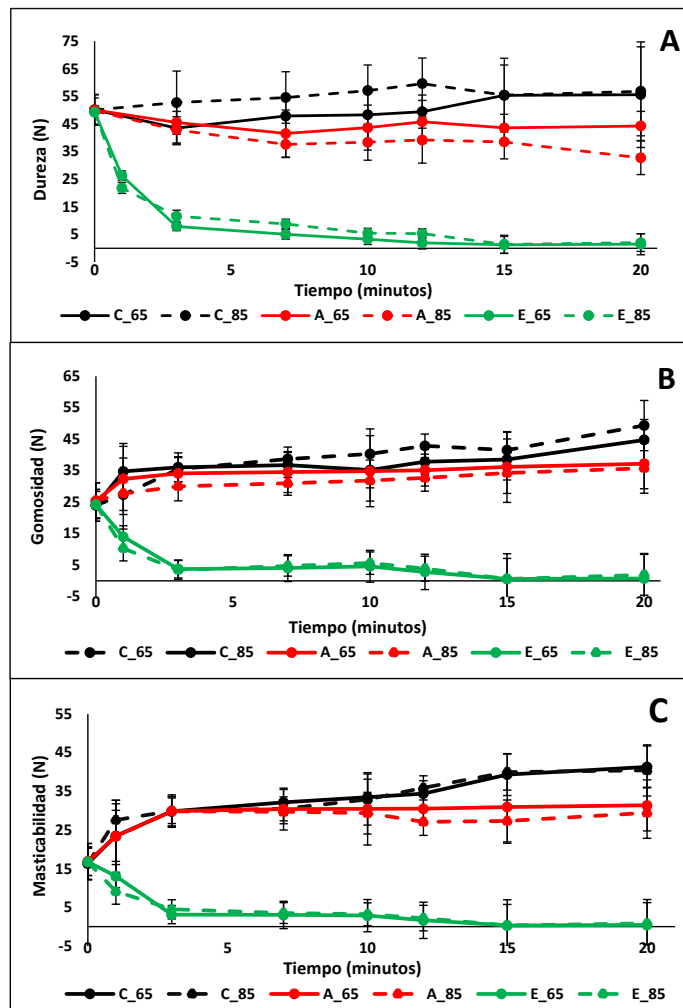 A
75
65
55
45
35
25
15
5
-5
Dureza (N)
0 5 10 15 20
Tiempo (minutos)
C_65 C_85 A_65 A_85 E_65 E_85
B
65
55
45
35
25
15
5
-5
Gomosidad (N)
0 5 10 15 20
Tiempo (minutos)
C_65 C_85 A_65 A_85 E_65 E_85
C
55
45
35
25
15
5
-5
Masticabilidad (N)
0 5 10 15 20
Tiempo (minutos)
C_65 C_85 A_65 A_85 E_65 E_85